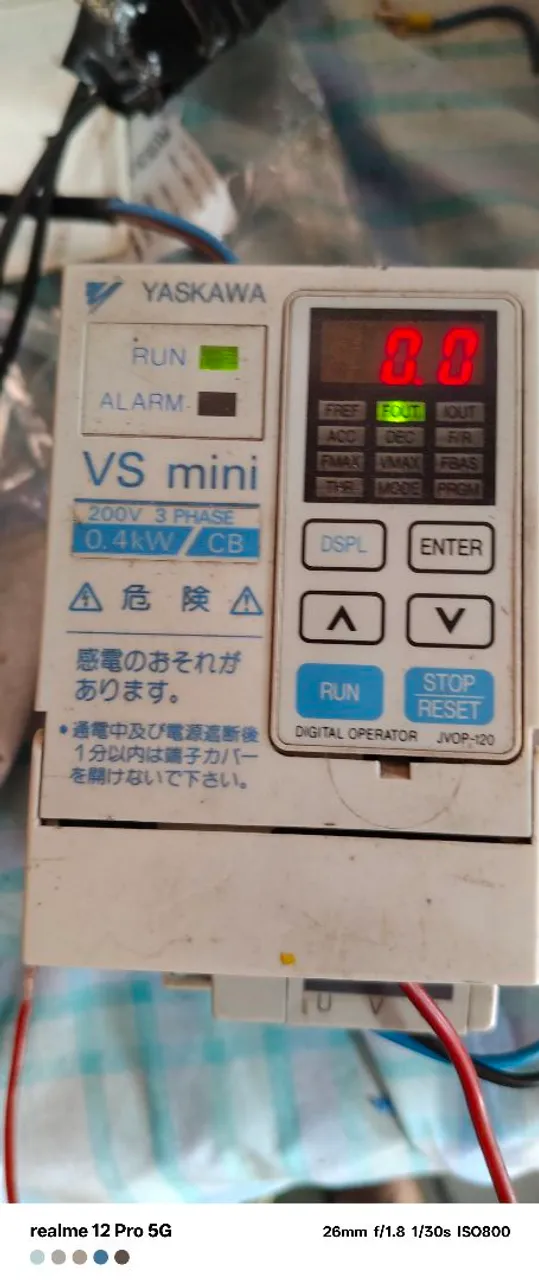 YASKAWA
RUN
ALARM
VS mini
200V 3 PHASE
0.4kW/CB
危 険
感電のおそれが
あります。
• 通電中及び電源遮断後
1分以内は端子カバー
を開けないで下さい。
0.0
FREF FOUT IOUT
ACC DEC F/R
FMAX VMAX FBAS
THR MODE PRGM
DSPL ENTER
RUN STOP
RESET
DIGITAL OPERATOR JVOP-120
U V
realme 12 Pro 5G
26mm f/1.8 1/30s ISO800